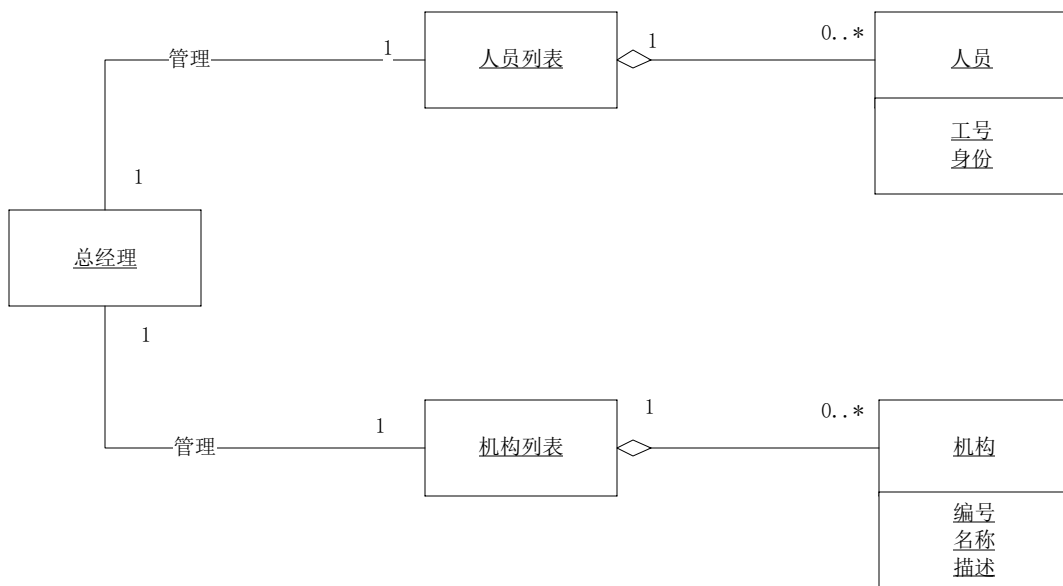 管理
1
人员列表
1
0..*
人员
工号
身份
1
总经理
1
管理
1
机构列表
1
0..*
机构
编号
名称
描述